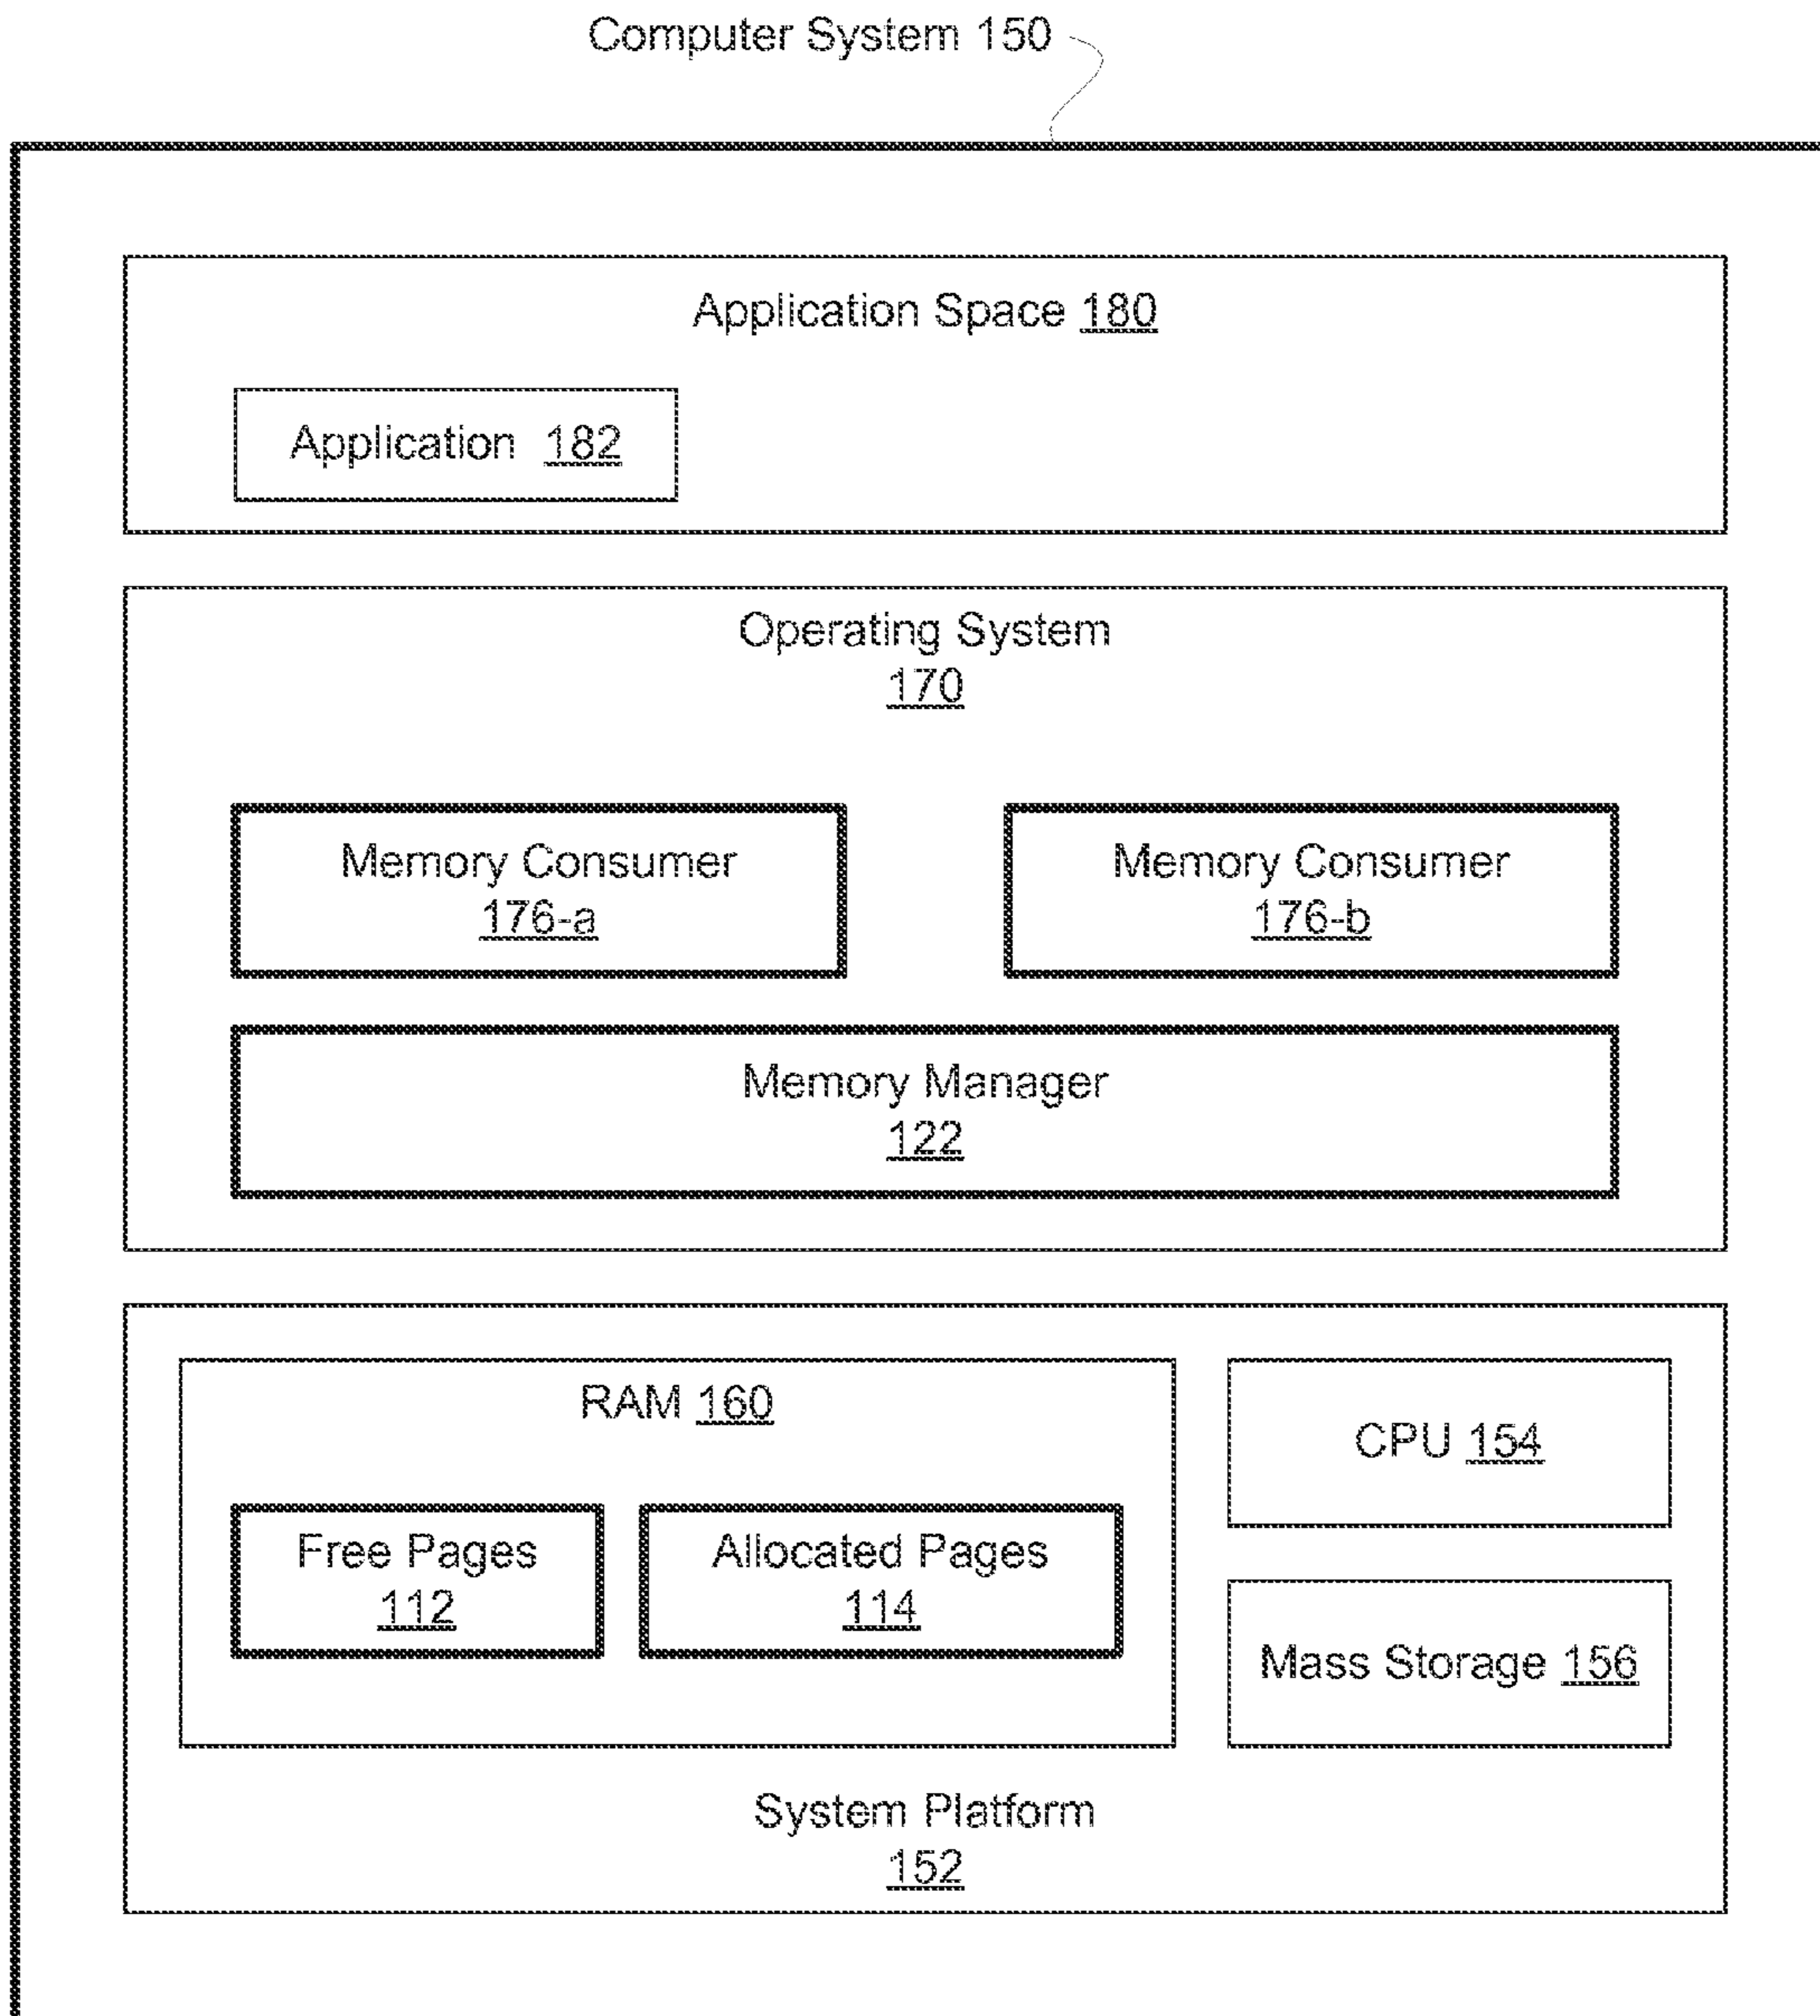 Computer System 150
Application Space 180
Application 182
Operating System
170
Memory Consumer
176-a
Memory Consumer
176-b
Memory Manager
122
RAM 160
Free Pages
112
Allocated Pages
114
CPU 154
Mass Storage 156
System Platform
152